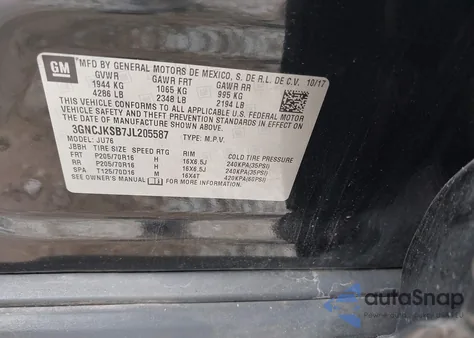 GM
MFD BY GENERAL MOTORS DE MEXICO, S. DE R.L. DE C.V. 10/17
GVWR GAWR FRT GAWR RR
1944 KG 1065 KG 995 KG
4286 LB 2348 LB 2194 LB
THIS VEHICLE CONFORMS TO ALL APPLICABLE U.S. FEDERAL
MOTOR VEHICLE SAFETY, BUMPER, AND THEFT
PREVENTION STANDARDS IN EFFECT ON
THE DATE OF MANUFACTURE SHOWN ABOVE.
3GNCJKSB7JL205587 TYPE: M.P.V.
MODEL: JU76
JBBH TIRE SIZE SPEED RTG RIM COLD TIRE PRESSURE
FRT P205/70R16 H 16X6.5J 240KPA(35PSI)
RR P205/70R16 H 16X6.5J 240KPA(35PSI)
SPA T125/70D16 M 16X4T 420KPA(60PSI)
SEE OWNER'S MANUAL FOR ADDITIONAL INFORMATION
autoSnap